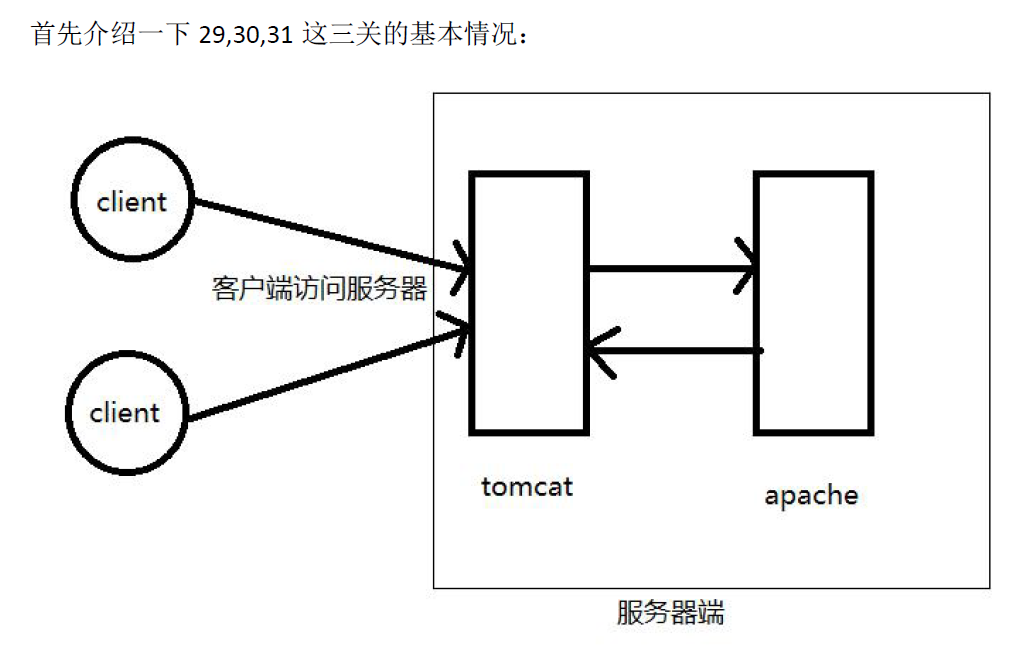 首先介绍一下 29,30,31 这三关的基本情况：
client
客户端访问服务器
client
tomcat
apache
服务器端